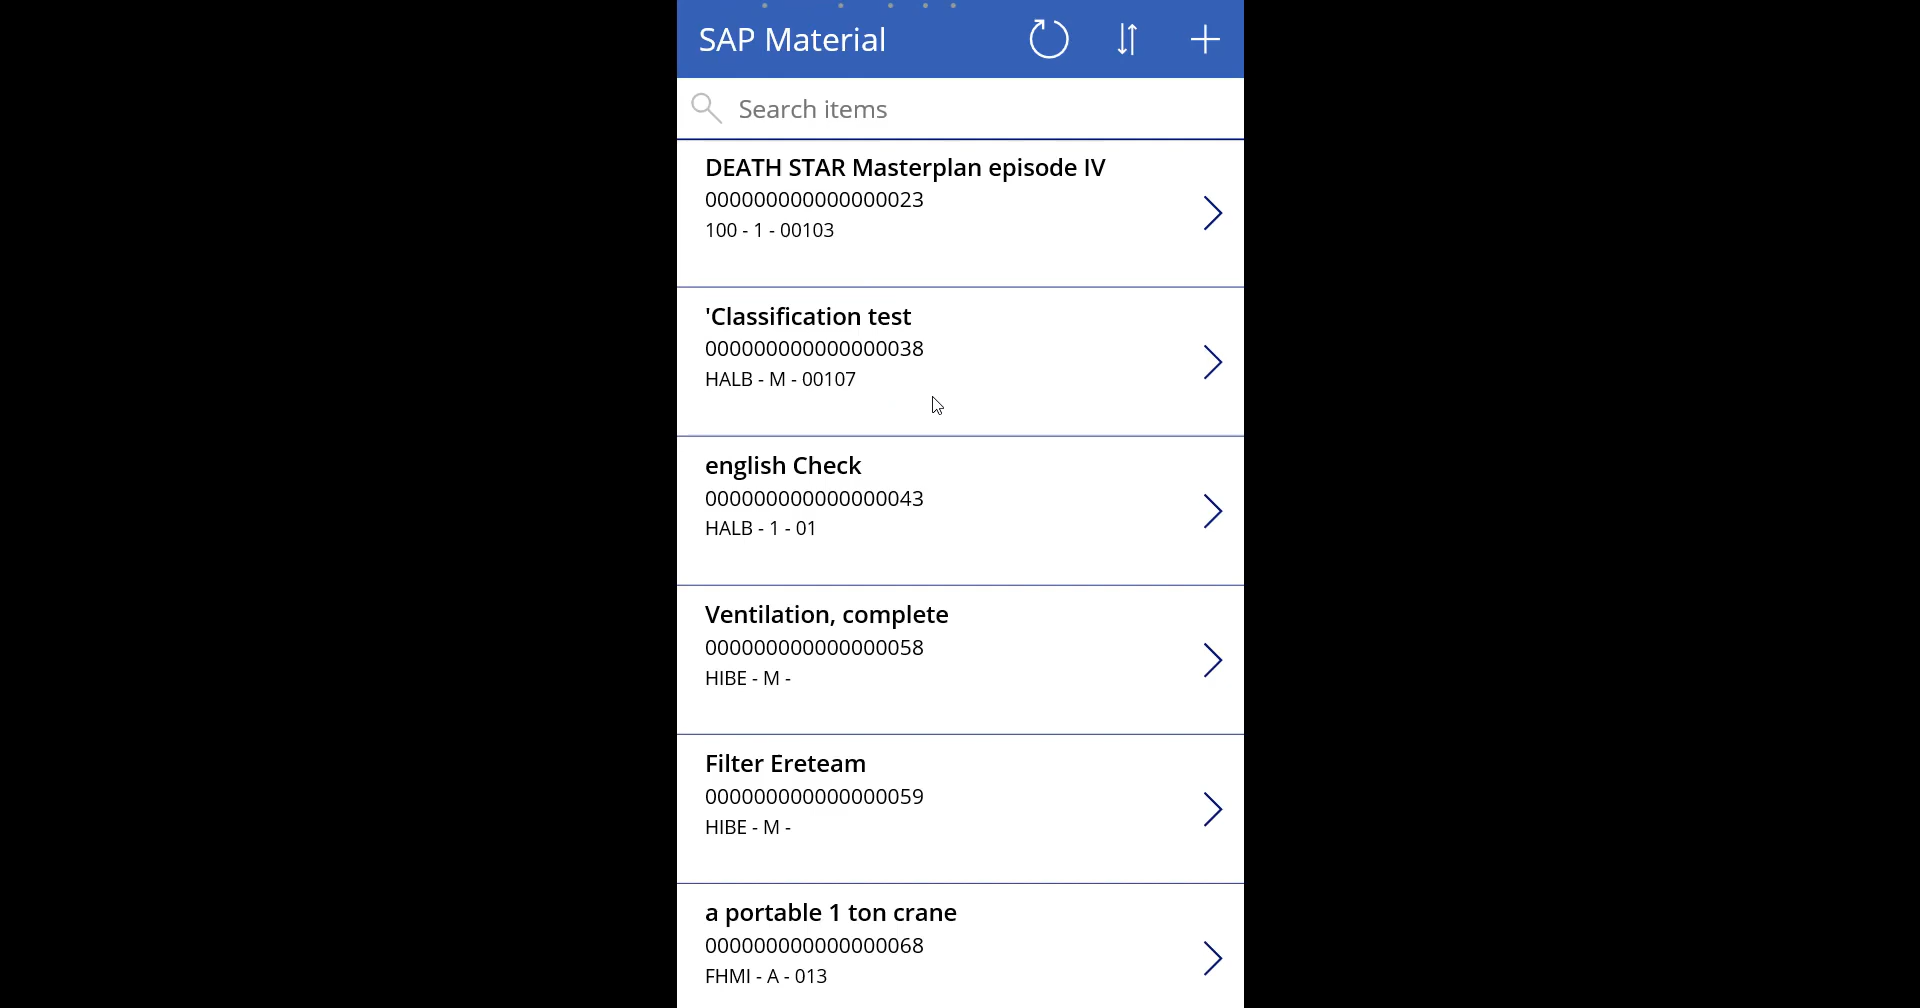 SAP Material
Search items
DEATH STAR Masterplan episode IV
000000000000000023
100 - 1 - 00103
'Classification test
000000000000000038
HALB - M - 00107
english Check
000000000000000043
HALB - 1 - 01
Ventilation, complete
000000000000000058
HIBE - M -
Filter Ereteam
000000000000000059
HIBE - M -
a portable 1 ton crane
000000000000000068
FHMI - A - 013